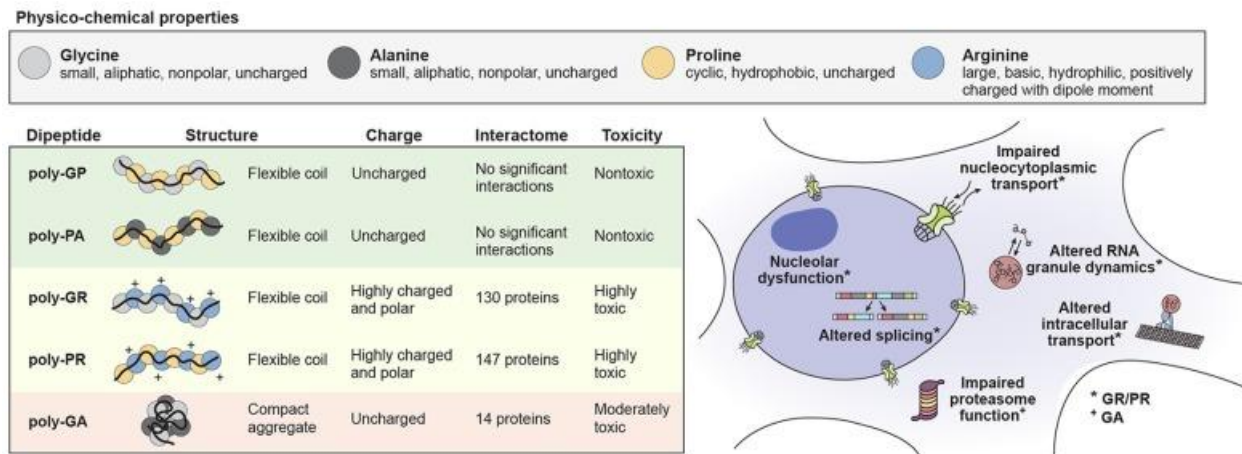 Physico-chemical properties
Glycine
small, aliphatic, nonpolar, uncharged
Alanine
small, aliphatic, nonpolar, uncharged
Proline
cyclic, hydrophobic, uncharged
Arginine
large, basic, hydrophilic, positively
charged with dipole moment
Dipeptide Structure Charge Interactome Toxicity
poly-GP Flexible coil Uncharged No significant interactions Nontoxic
poly-PA Flexible coil Uncharged No significant interactions Nontoxic
+ + + +
poly-GR Flexible coil Highly charged and polar 130 proteins Highly toxic
+ + + +
poly-PR Flexible coil Highly charged and polar 147 proteins Highly toxic
poly-GA Compact aggregate Uncharged 14 proteins Moderately toxic
Impaired
nucleocytoplasmic
transport*
Nucleolar
dysfunction*
Altered RNA
granule dynamics*
Altered splicing*
Altered
intracellular
transport*
Impaired
proteasome
function+
* GR/PR
+ GA